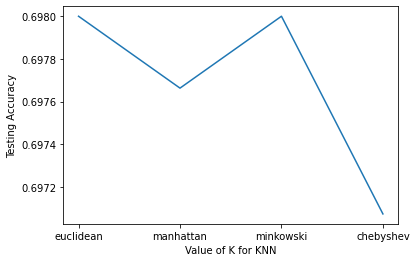 0.6980
0.6978
0.6976
0.6974
0.6972
Testing Accuracy
euclidean manhattan minkowski chebyshev
Value of K for KNN